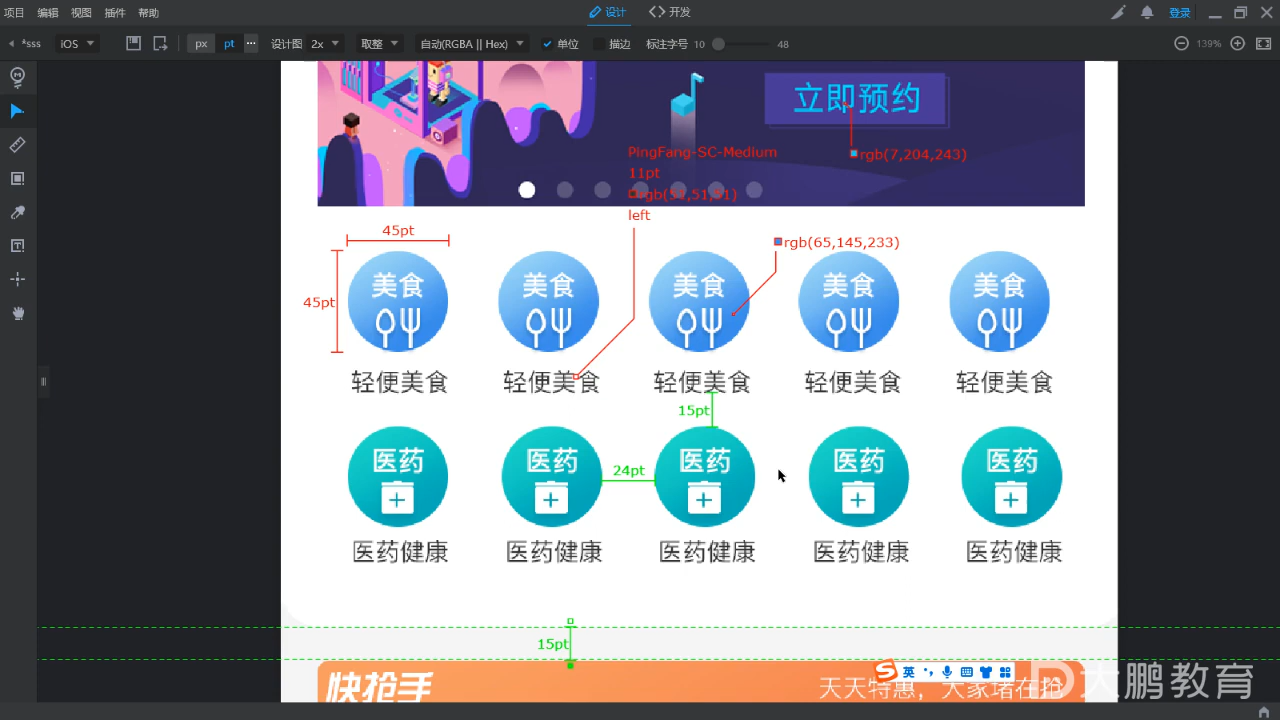 项目 编辑 视图 插件 帮助
设计 开发
登录
*sss iOS px pt 设计图 2x 取整 自动(RGBA || Hex) 单位 描边 标注字号 10 48
139%
立即预约
PingFang-SC-Medium
11pt
left
rgb(7,204,243)
45pt
rgb(65,145,233)
45pt
美食 美食 美食 美食 美食
轻便美食 轻便美食 轻便美食 轻便美食 轻便美食
15pt
医药 医药 医药 医药 医药
24pt
医药健康 医药健康 医药健康 医药健康 医药健康
15pt
快抢手
天天特惠，大家堵在抢
英
大鹏教育